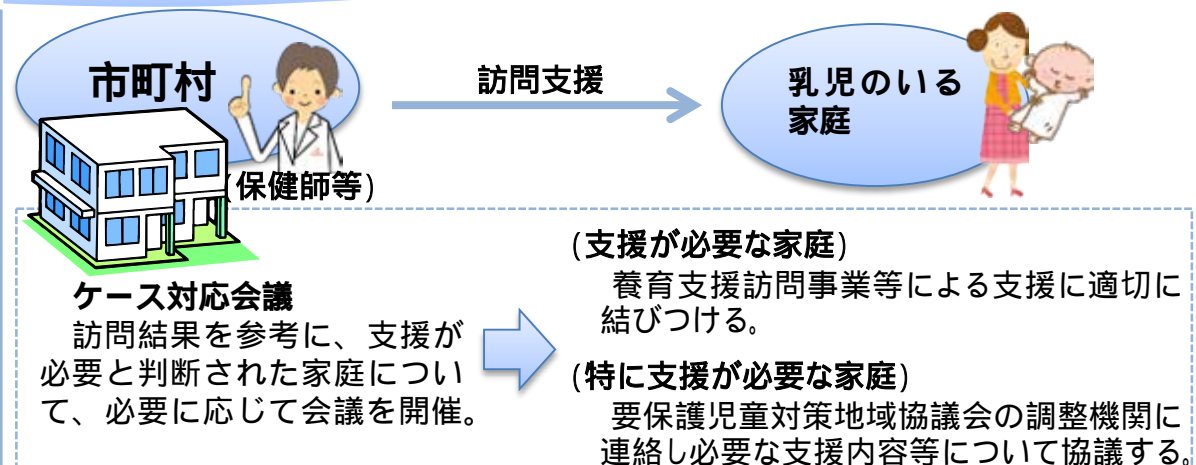 市町村
(保健師等)
訪問支援
乳児のいる
家庭
ケース対応会議
訪問結果を参考に、支援が
必要と判断された家庭につい
て、必要に応じて会議を開催。
(支援が必要な家庭)
養育支援訪問事業等による支援に適切に
結びつける。
(特に支援が必要な家庭)
要保護児童対策地域協議会の調整機関に
連絡し必要な支援内容等について協議する。